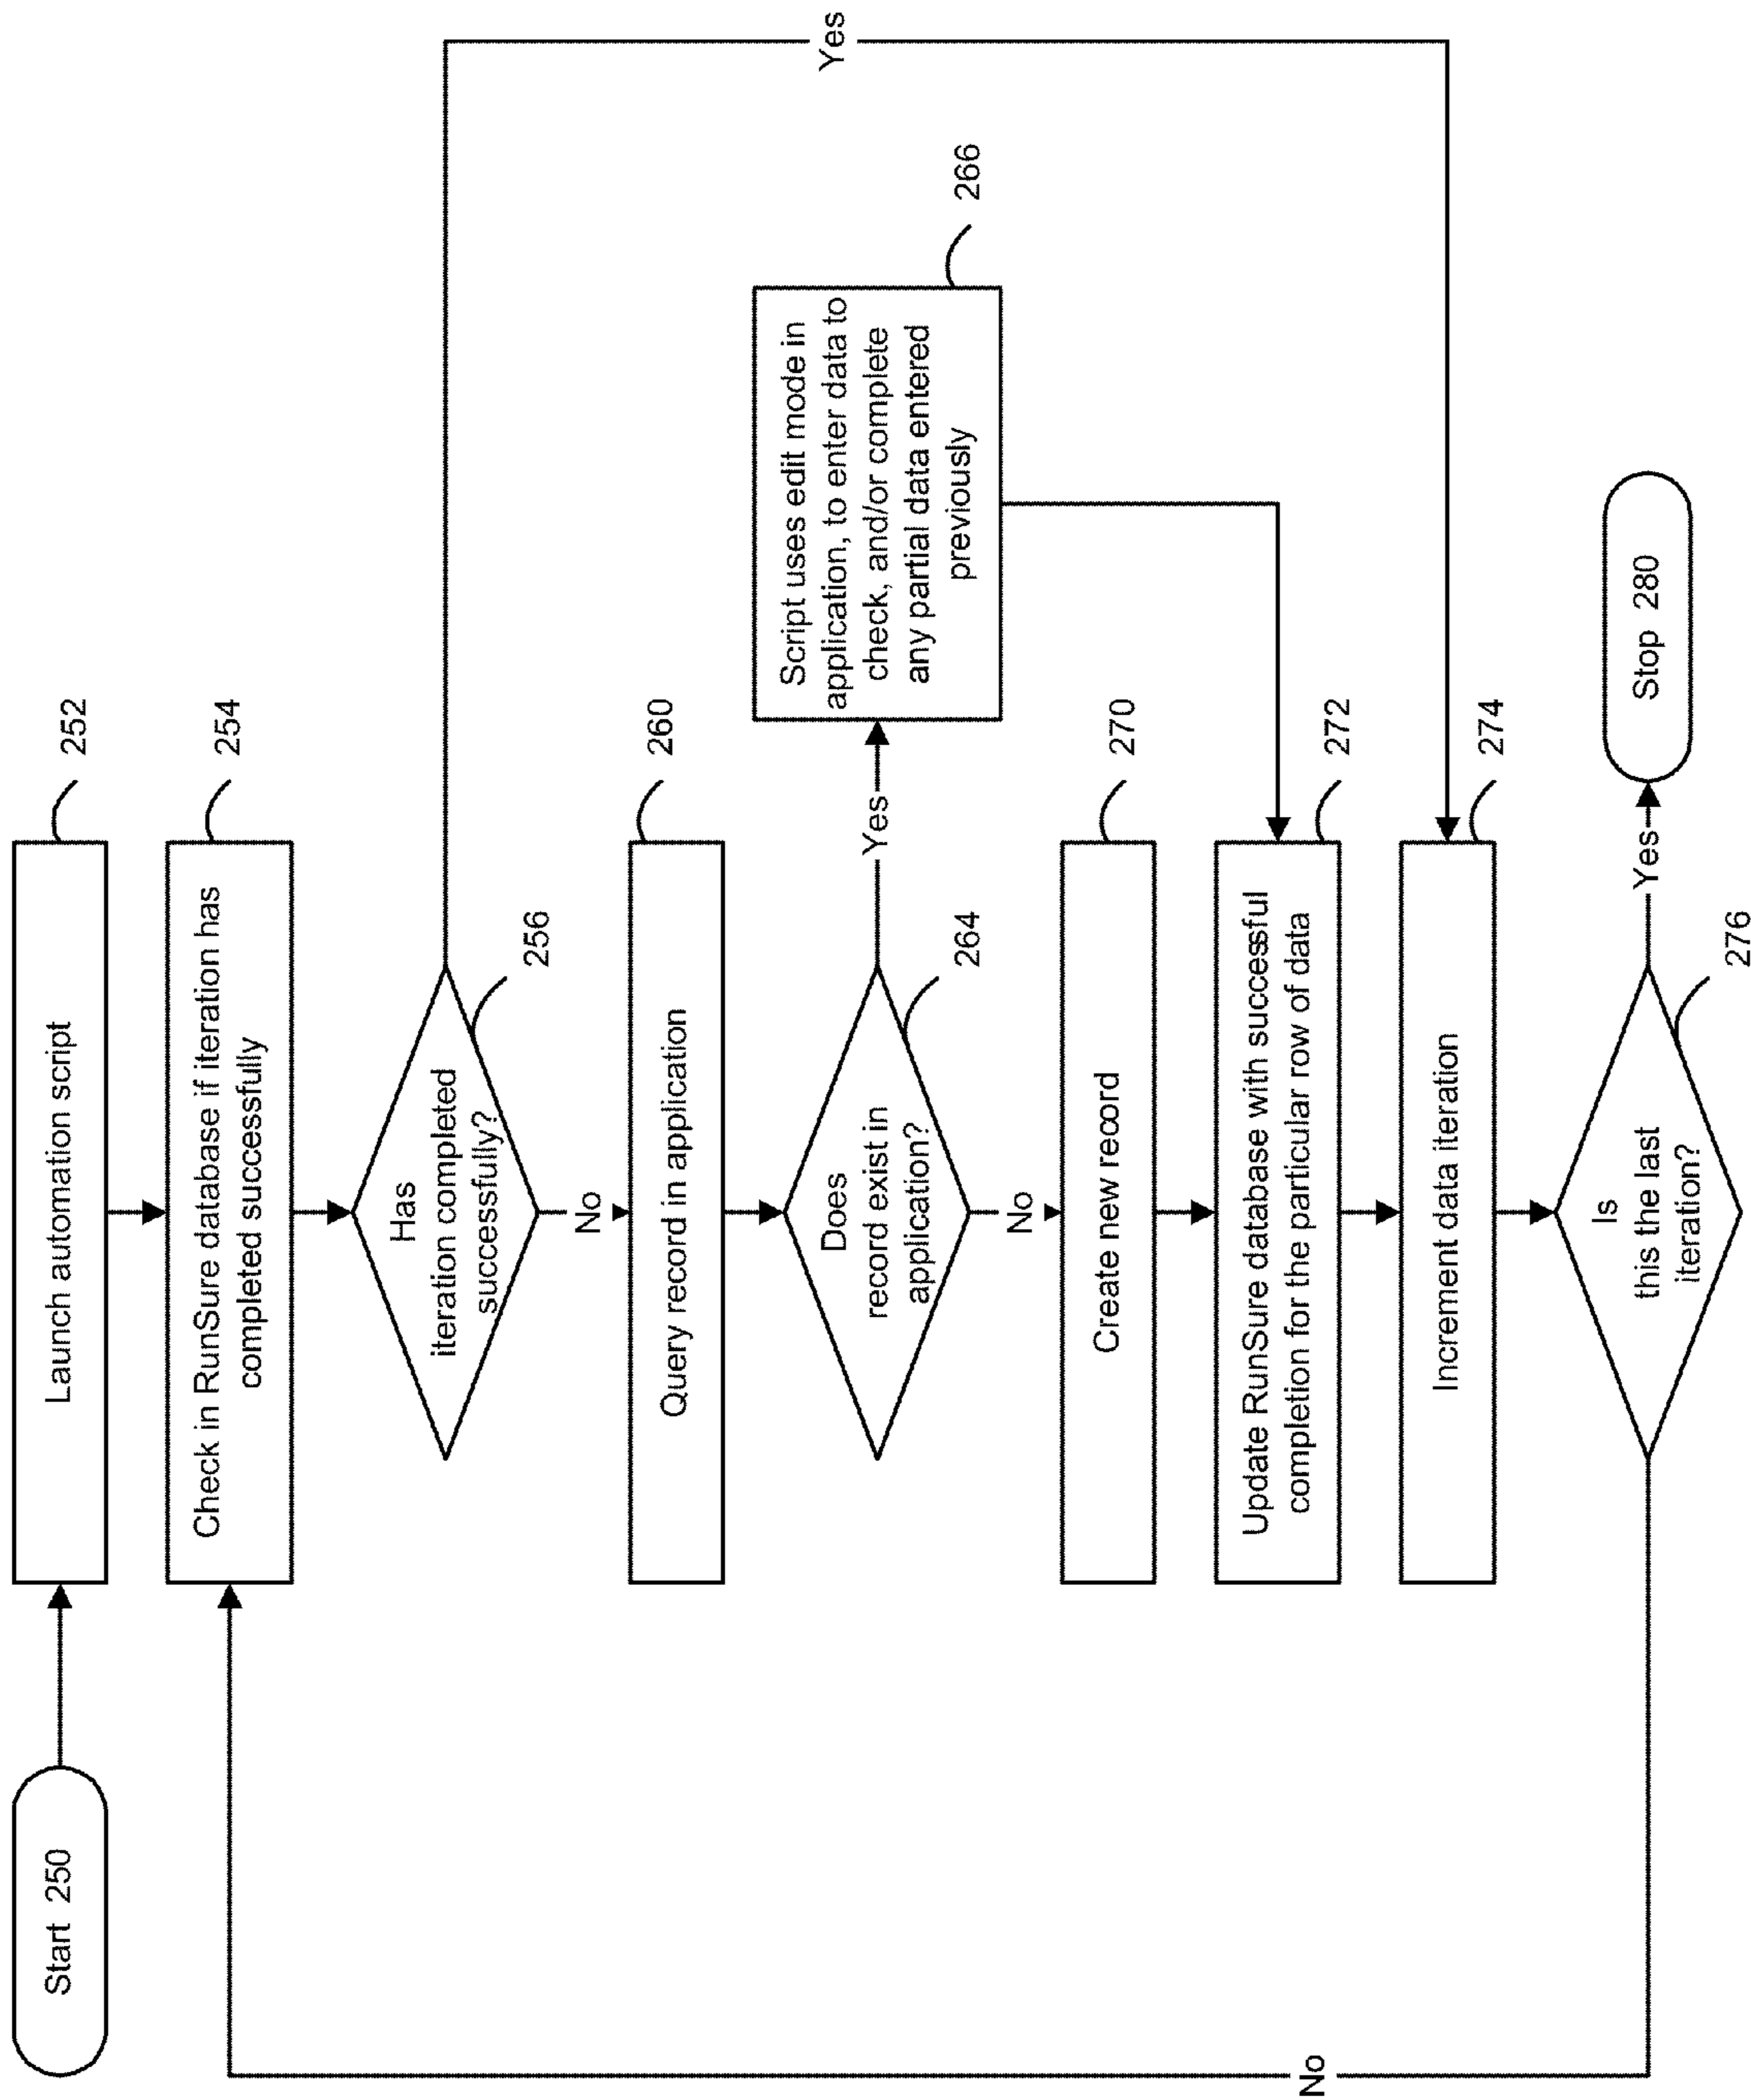 Start 250
Launch automation script
252
Check in RunSure database if iteration has
completed successfully
254
Has
iteration completed
successfully?
256
Yes
No
Query record in application
260
Does
record exist in
application?
264
Yes
Script uses edit mode in
application, to enter data to
check, and/or complete
any partial data entered
previously
266
No
Create new record
270
Update RunSure database with successful
completion for the particular row of data
272
Increment data iteration
274
Is
this the last
iteration?
276
Yes
Stop 280
No